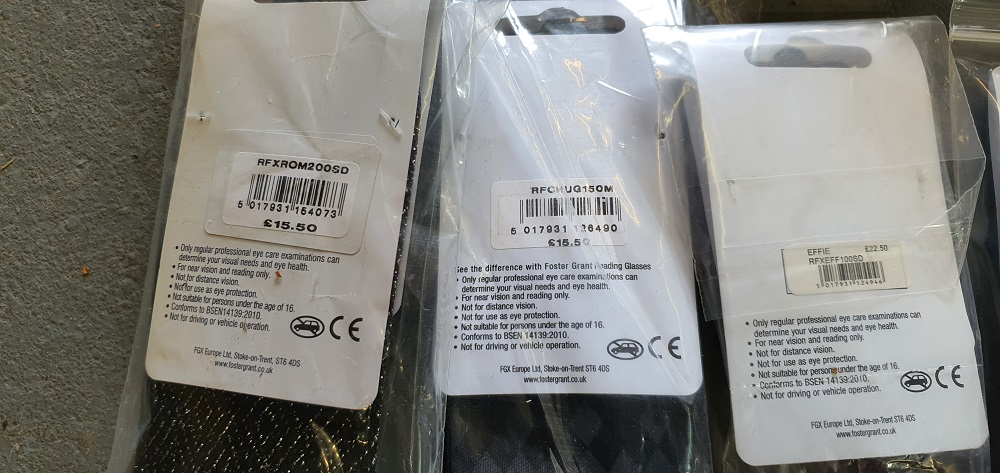 RFXROM200SD
5 017931 154073
£15.50
• Only regular professional eye care examinations can
determine your visual needs and eye health.
• For near vision and reading only.
• Not for distance vision.
• Not for use as eye protection.
• Not suitable for persons under the age of 16.
• Conforms to BSEN14139:2010.
• Not for driving or vehicle operation.
CE
FGX Europe Ltd, Stoke-on-Trent, ST6 4DS
www.fostergrant.co.uk
RFCHUG150M
5 017931 126490
£15.50
See the difference with Foster Grant Reading Glasses
• Only regular professional eye care examinations can
determine your visual needs and eye health.
• For near vision and reading only.
• Not for distance vision.
• Not for use as eye protection.
• Not suitable for persons under the age of 16.
• Conforms to BSEN 14139:2010.
• Not for driving or vehicle operation.
CE
FGX Europe Ltd, Stoke-on-Trent, ST6 4DS
www.fostergrant.co.uk
EFFIE £22.50
RFXEFF100SD
5 017931 124946
• Only regular professional eye care examinations can
determine your visual needs and eye health.
• For near vision and reading only.
• Not for distance vision.
• Not for use as eye protection.
• Not suitable for persons under the age of 16.
• Conforms to BSEN 14139:2010.
• Not for driving or vehicle operation.
CE
FGX Europe Ltd, Stoke-on-Trent ST6 4DS
www.fostergrant.co.uk